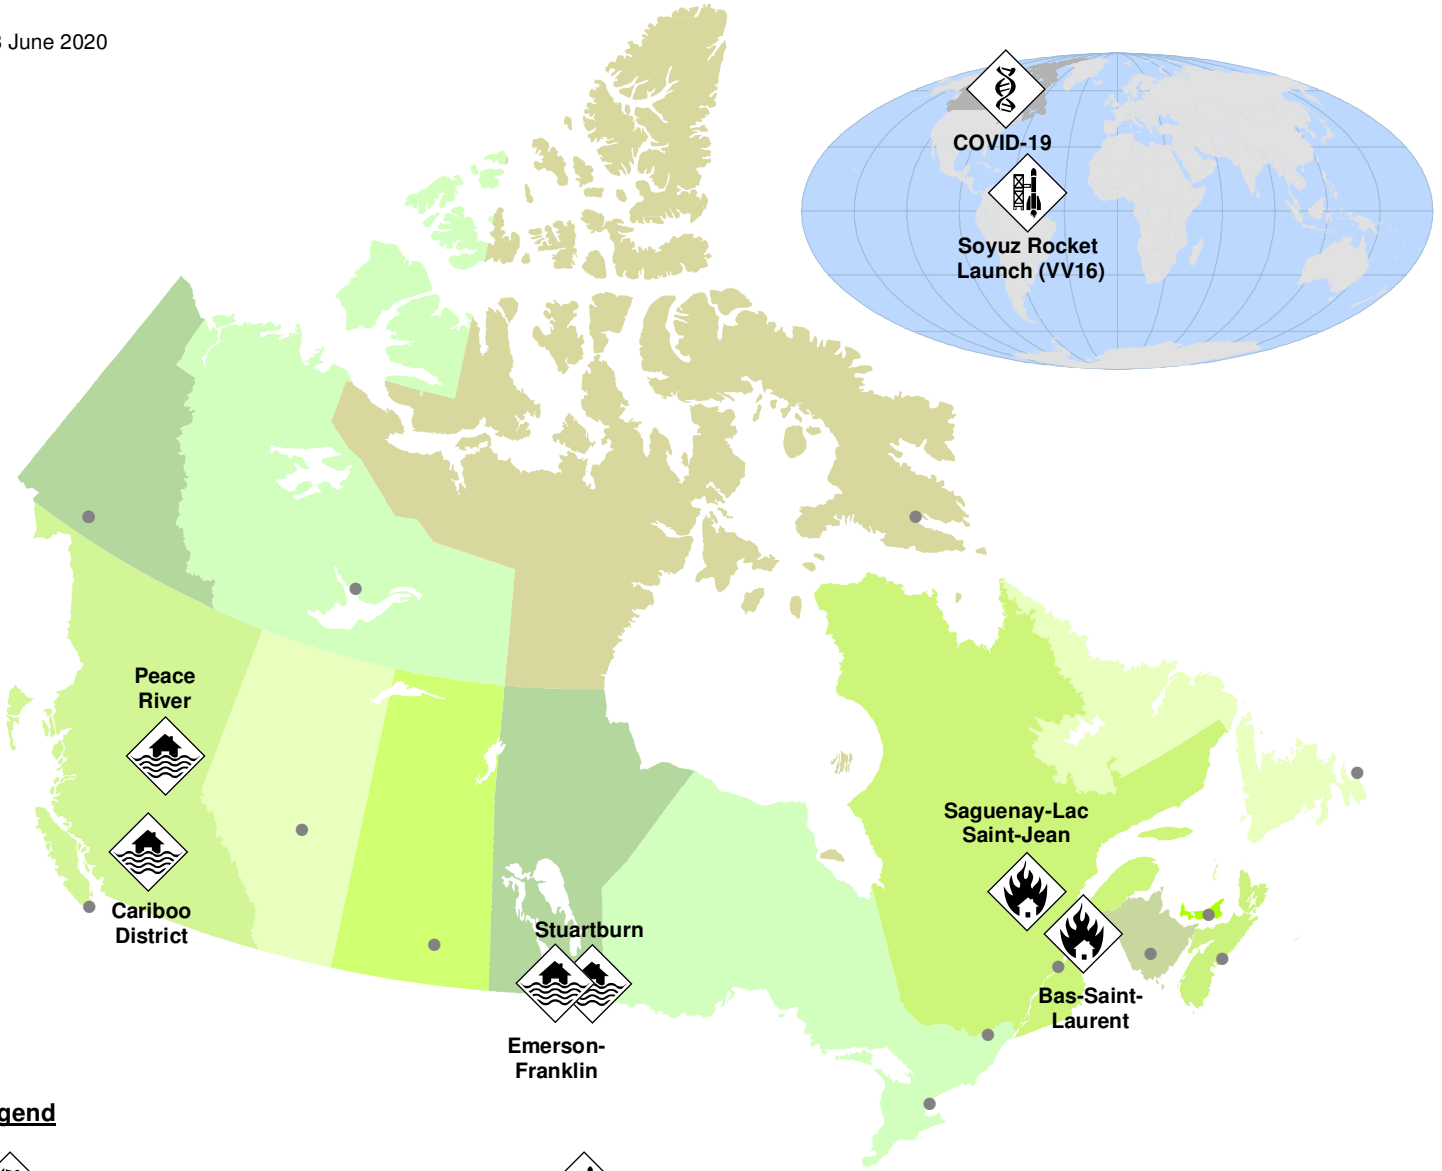 June 2020
COVID-19
Soyuz Rocket
Launch (VV16)
Peace
River
Cariboo
District
Stuartburn
Emerson-
Franklin
Saguenay-Lac
Saint-Jean
Bas-Saint-
Laurent
gend